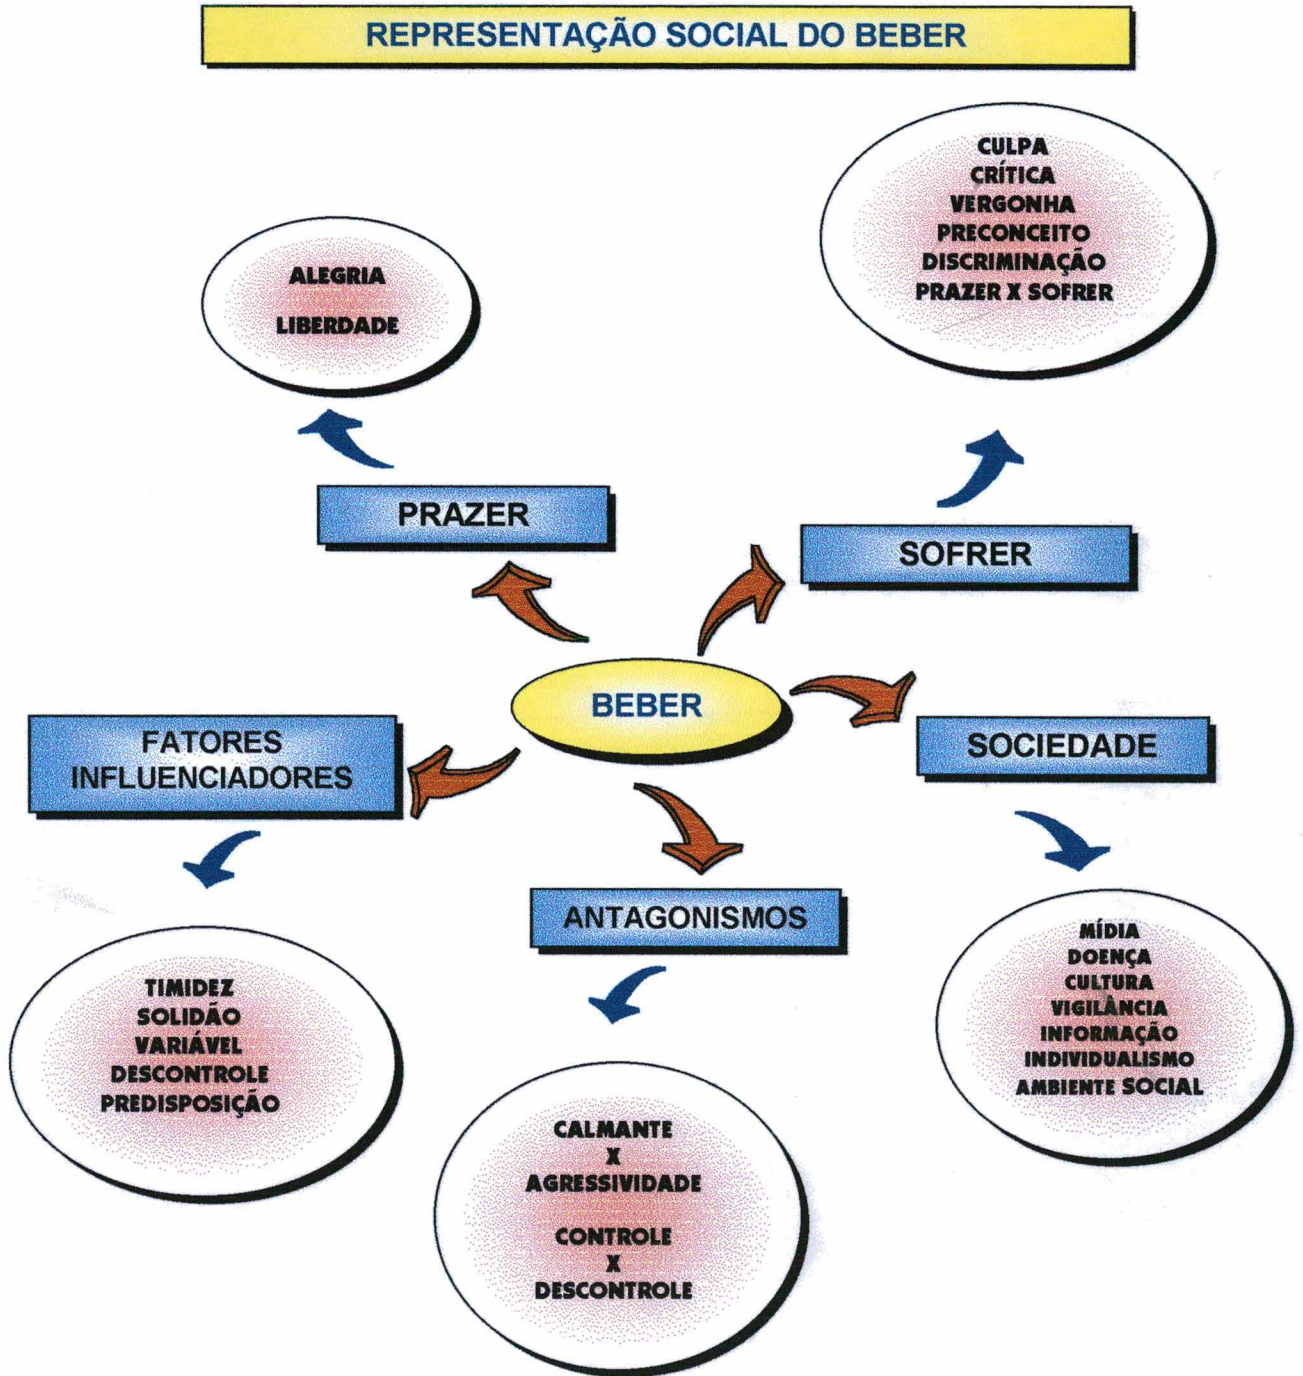 REPRESENTAÇÃO SOCIAL DO BEBER
CULPA
CRÍTICA
VERGONHA
PRECONCEITO
DISCRIMINAÇÃO
PRAZER X SOFRER
ALEGRIA
LIBERDADE
PRAZER
SOFRER
BEBER
FATORES
INFLUENCIADORES
SOCIEDADE
ANTAGONISMOS
TIMIDEZ
SOLIDÃO
VARIÁVEL
DESCONTROLE
PREDISPOSIÇÃO
CALMANTE
X
AGRESSIVIDADE
CONTROLE
X
DESCONTROLE
MÍDIA
DOENÇA
CULTURA
VIGILÂNCIA
INFORMAÇÃO
INDIVIDUALISMO
AMBIENTE SOCIAL